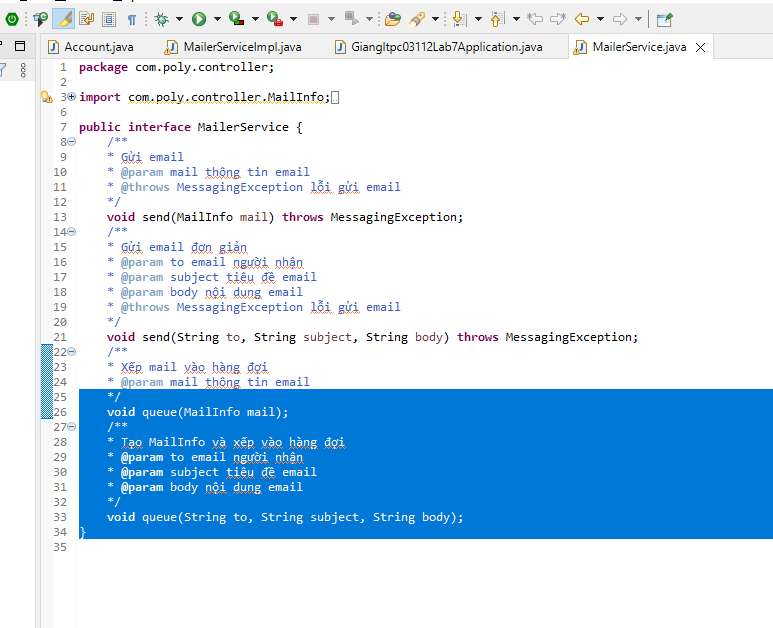 Account.java
MailerServiceImpl.java
Giangltpc03112Lab7Application.java
MailerService.java
1 package com.poly.controller;
2
3 import com.poly.controller.MailInfo;
6
7 public interface MailerService {
8 /**
9 * Gửi email
10 * @param mail thông tin email
11 * @throws MessagingException lỗi gửi email
12 */
13 void send(MailInfo mail) throws MessagingException;
14 /**
15 * Gửi email đơn giản
16 * @param to email người nhận
17 * @param subject tiêu đề email
18 * @param body nội dung email
19 * @throws MessagingException lỗi gửi email
20 */
21 void send(String to, String subject, String body) throws MessagingException;
22 /**
23 * Xếp mail vào hàng đợi
24 * @param mail thông tin email
25 */
26 void queue(MailInfo mail);
27 /**
28 * Tạo MailInfo và xếp vào hàng đợi
29 * @param to email người nhận
30 * @param subject tiêu đề email
31 * @param body nội dung email
32 */
33 void queue(String to, String subject, String body);
34 }
35